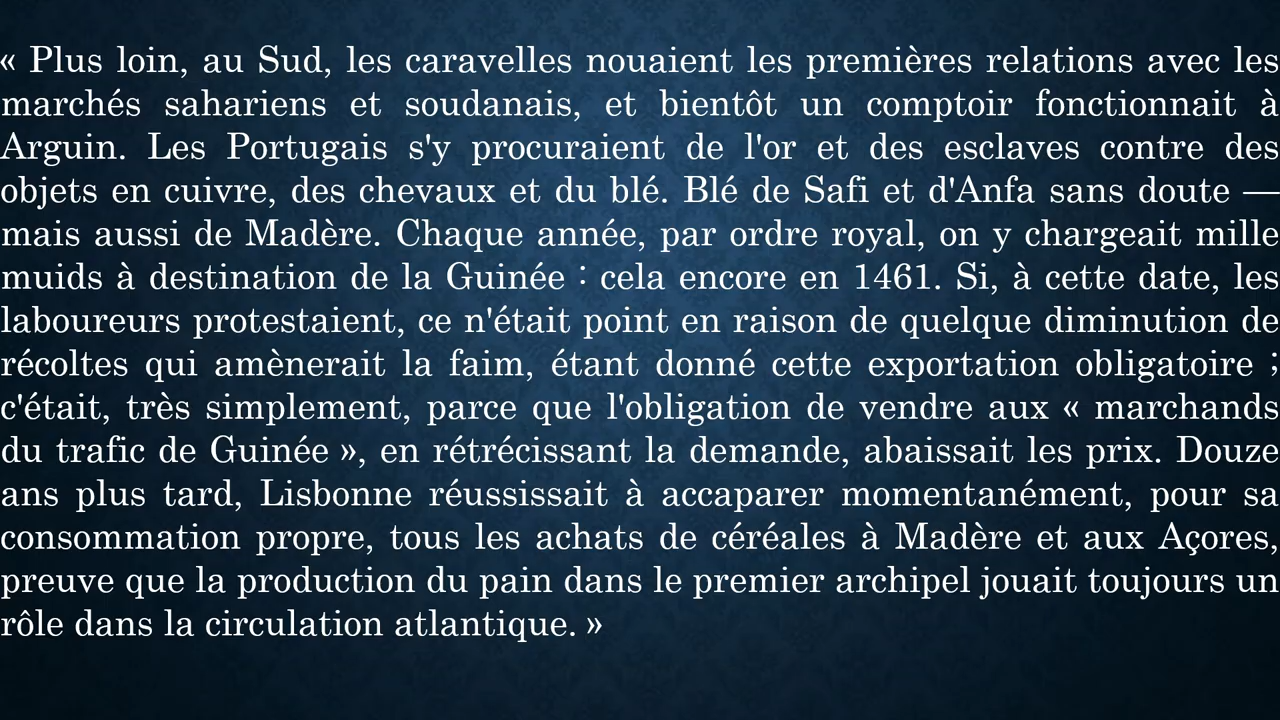 « Plus loin, au Sud, les caravelles nouaient les premières relations avec les
marchés sahariens et soudanais, et bientôt un comptoir fonctionnait à
Arguin. Les Portugais s'y procuraient de l'or et des esclaves contre des
objets en cuivre, des chevaux et du blé. Blé de Safi et d'Anfa sans doute —
mais aussi de Madère. Chaque année, par ordre royal, on y chargeait mille
muids à destination de la Guinée : cela encore en 1461. Si, à cette date, les
laboureurs protestaient, ce n'était point en raison de quelque diminution de
récoltes qui amènerait la faim, étant donné cette exportation obligatoire ;
c'était, très simplement, parce que l'obligation de vendre aux « marchands
du trafic de Guinée », en rétrécissant la demande, abaissait les prix. Douze
ans plus tard, Lisbonne réussissait à accaparer momentanément, pour sa
consommation propre, tous les achats de céréales à Madère et aux Açores,
preuve que la production du pain dans le premier archipel jouait toujours un
rôle dans la circulation atlantique. »